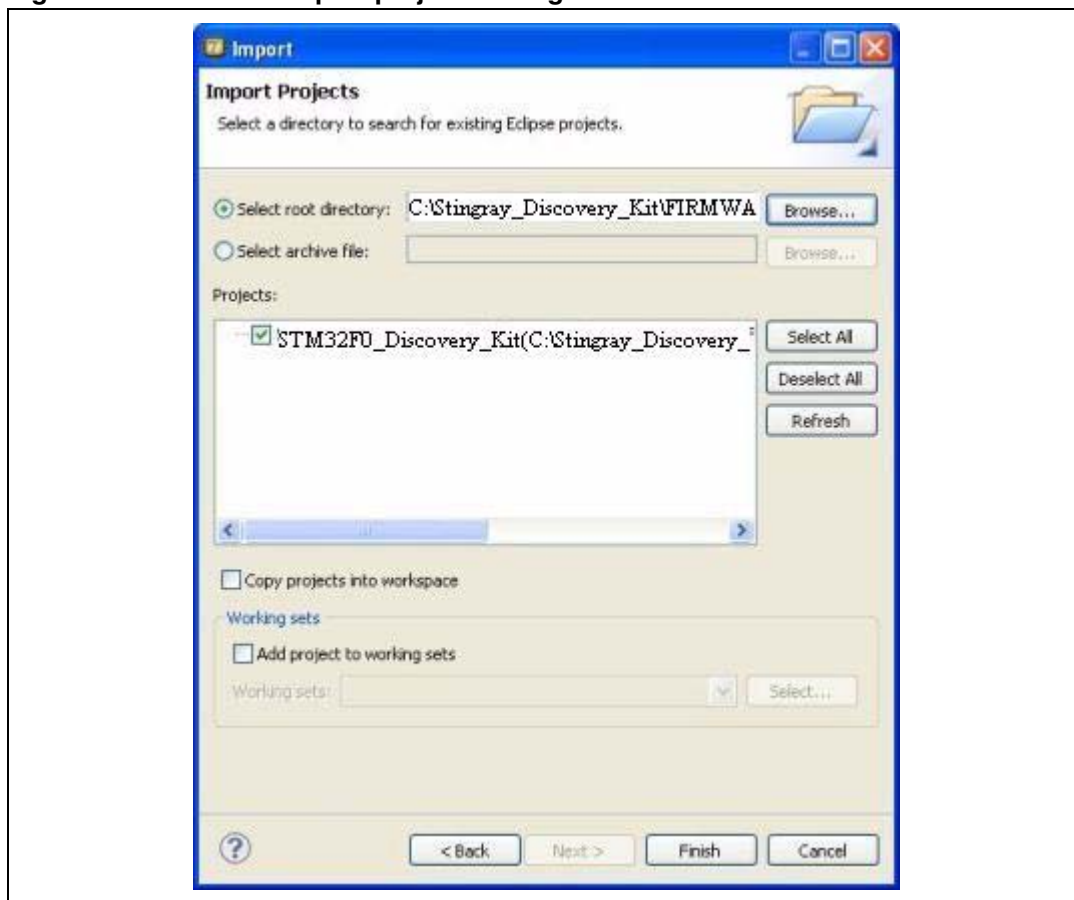 Import
Import Projects
Select a directory to search for existing Eclipse projects.
Select root directory: C:\Stingray_Discovery_Kit\FIRMWA Browse...
Select archive file: Browse...
Projects:
STM32F0_Discovery_Kit(C:\Stingray_Discovery_ Select All
Deselect All
Refresh
Copy projects into workspace
Working sets
Add project to working sets
Working sets: Select...
? < Back Next > Finish Cancel